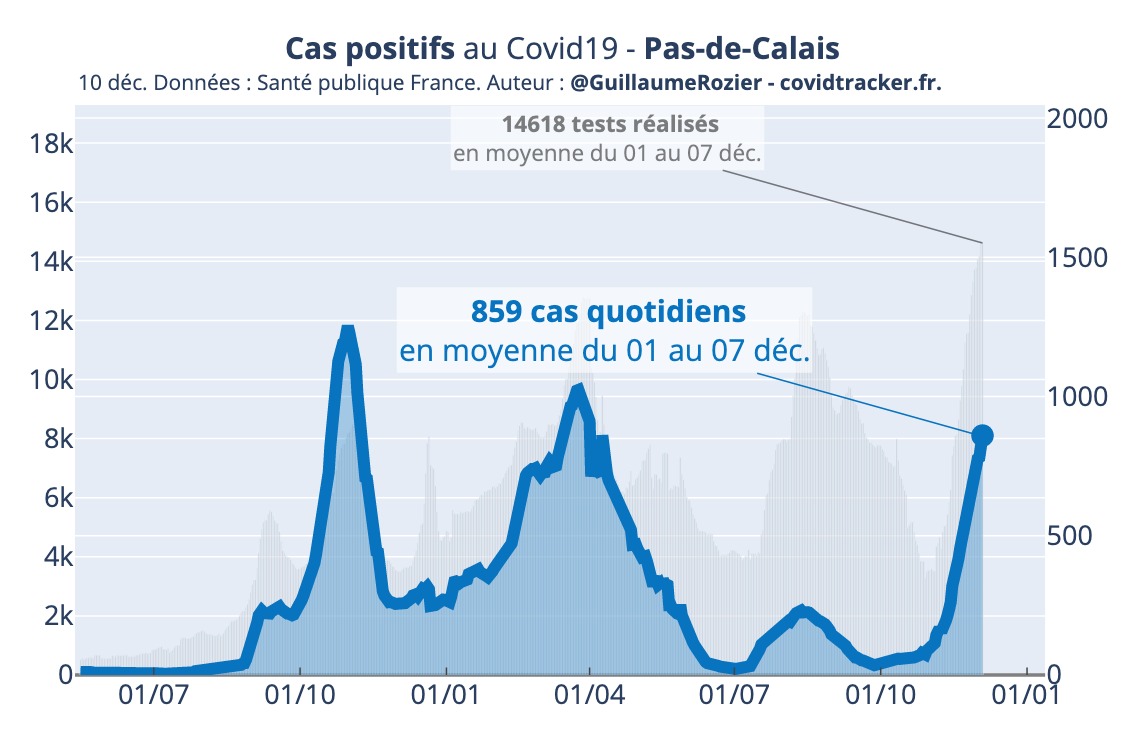 Cas positifs au Covid19 - Pas-de-Calais
10 déc. Données : Santé publique France. Auteur : @GuillaumeRozier - covidtracker.fr.
14618 tests réalisés
en moyenne du 01 au 07 déc.
859 cas quotidiens
en moyenne du 01 au 07 déc.
18k
16k
14k
12k
10k
8k
6k
4k
2k
0
2000
1500
1000
500
0
01/07
01/10
01/01
01/04
01/07
01/10
01/01